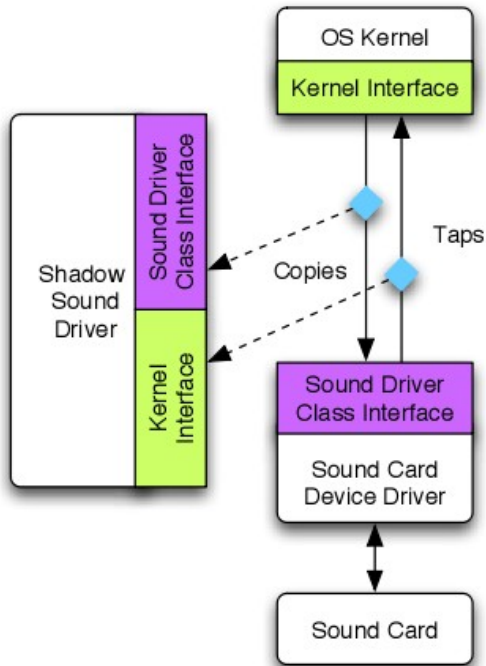 OS Kernel
Kernel Interface
Sound Driver
Class Interface
Shadow
Sound
Driver
Kernel
Interface
Copies
Taps
Sound Driver
Class Interface
Sound Card
Device Driver
Sound Card